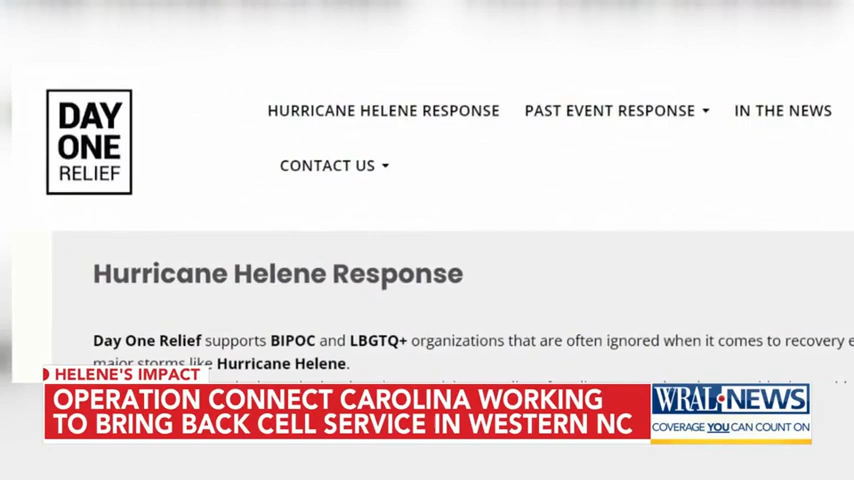 DAY
ONE
RELIEF
HURRICANE HELENE RESPONSE PAST EVENT RESPONSE IN THE NEWS
CONTACT US
Hurricane Helene Response
Day One Relief supports BIPOC and LBGTQ+ organizations that are often ignored when it comes to recovery e
major storms like Hurricane Helene.
HELENE'S IMPACT
OPERATION CONNECT CAROLINA WORKING
TO BRING BACK CELL SERVICE IN WESTERN NC
WRAL NEWS
COVERAGE YOU CAN COUNT ON